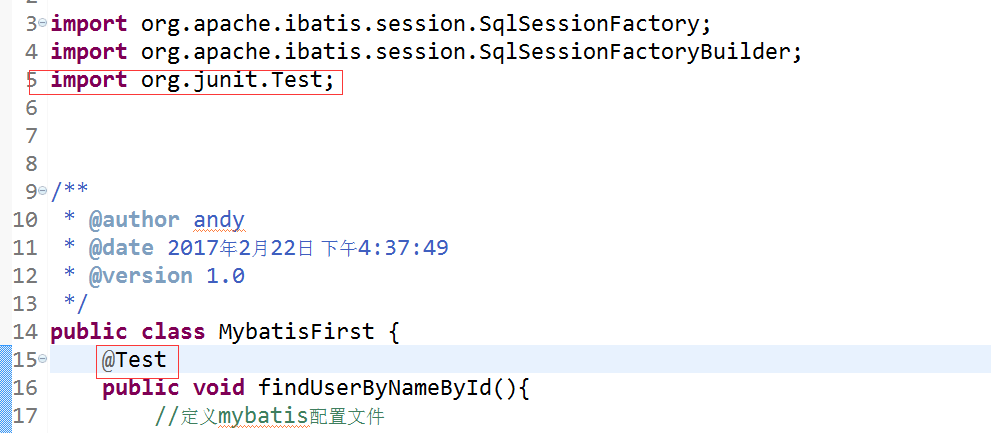 3 import org.apache.ibatis.session.SqlSessionFactory;
4 import org.apache.ibatis.session.SqlSessionFactoryBuilder;
5 import org.junit.Test;
6
7
8
9 /**
10 * @author andy
11 * @date 2017年2月22日 下午4:37:49
12 * @version 1.0
13 */
14 public class MybatisFirst {
15 @Test
16 public void findUserByNameById(){
17 //定义mybatis配置文件